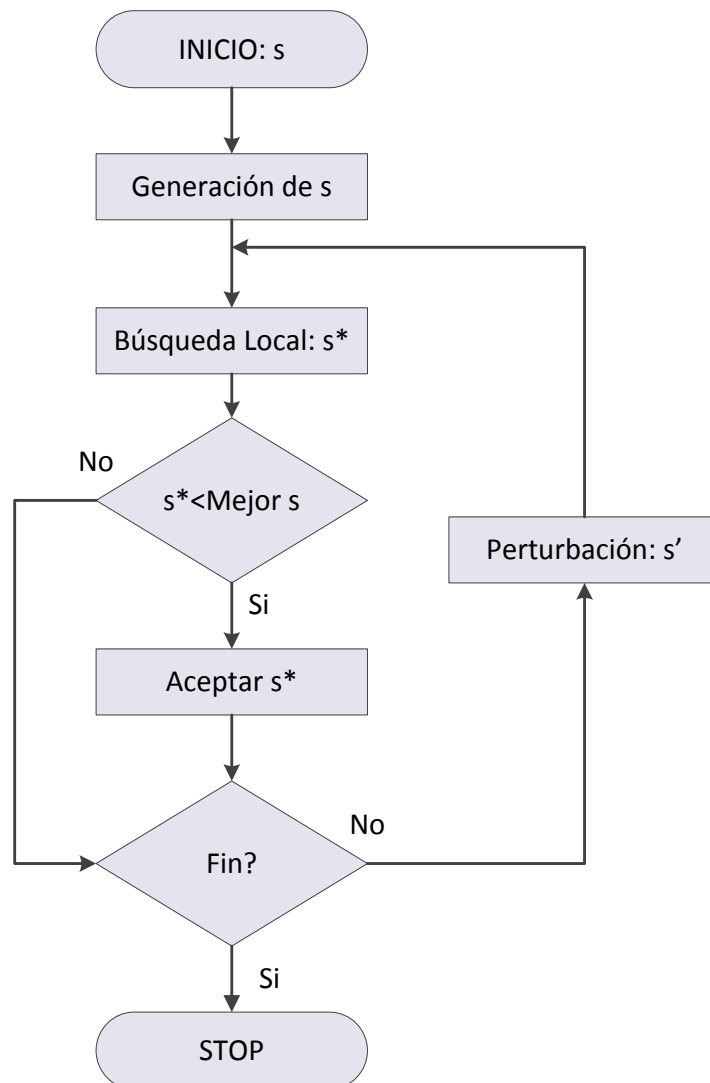 INICIO: s
Generación de s
Búsqueda Local: s*
No
s*<Mejor s
Perturbación: s’
Si
Aceptar s*
No
Fin?
Si
STOP